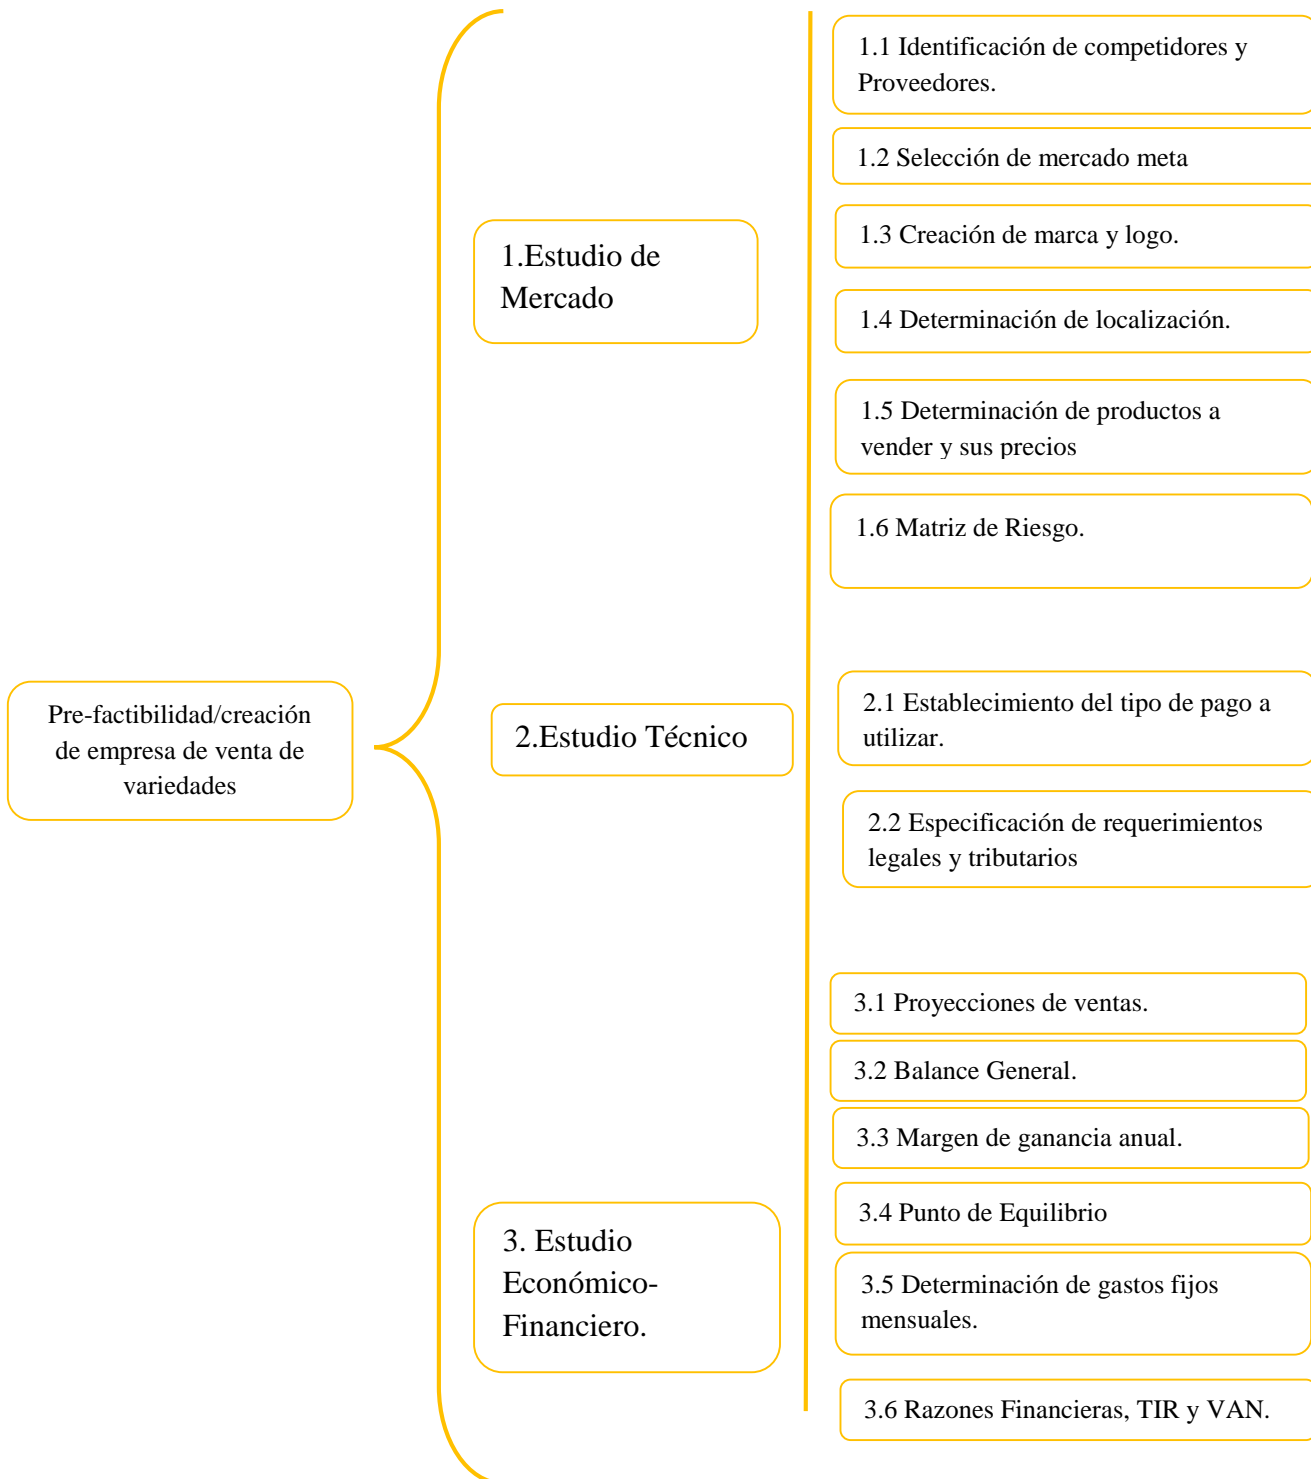 Pre-factibilidad/creación
de empresa de venta de
variedades
1.Estudio de
Mercado
1.1 Identificación de competidores y
Proveedores.
1.2 Selección de mercado meta
1.3 Creación de marca y logo.
1.4 Determinación de localización.
1.5 Determinación de productos a
vender y sus precios
1.6 Matriz de Riesgo.
2.Estudio Técnico
2.1 Establecimiento del tipo de pago a
utilizar.
2.2 Especificación de requerimientos
legales y tributarios
3. Estudio
Económico-
Financiero.
3.1 Proyecciones de ventas.
3.2 Balance General.
3.3 Margen de ganancia anual.
3.4 Punto de Equilibrio
3.5 Determinación de gastos fijos
mensuales.
3.6 Razones Financieras, TIR y VAN.